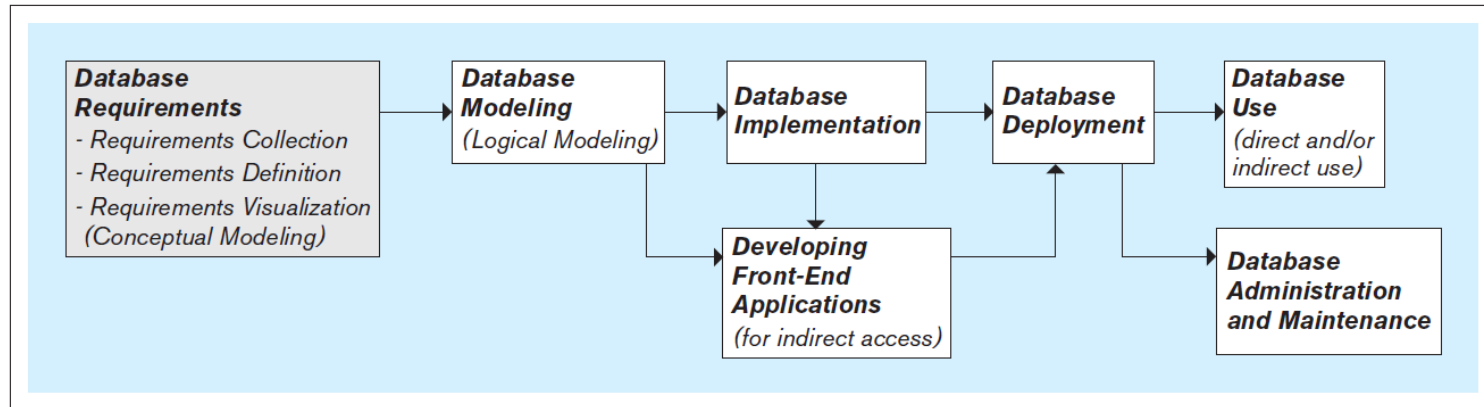 Database
Requirements
- Requirements Collection
- Requirements Definition
- Requirements Visualization
(Conceptual Modeling)
Database
Modeling
(Logical Modeling)
Database
Implementation
Developing
Front-End
Applications
(for indirect access)
Database
Deployment
Database
Use
(direct and/or
indirect use)
Database
Administration
and Maintenance